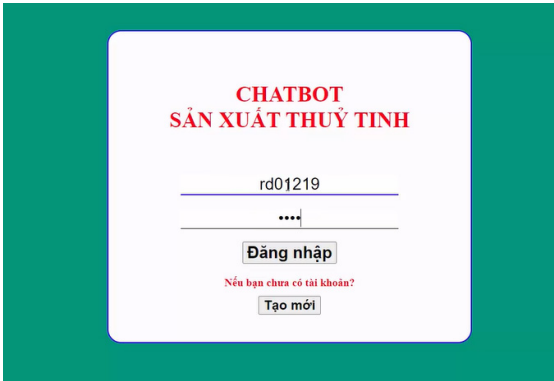 CHATBOT
SẢN XUẤT THUỶ TINH
rd01219
••••
Đăng nhập
Nếu bạn chưa có tài khoản?
Tạo mới